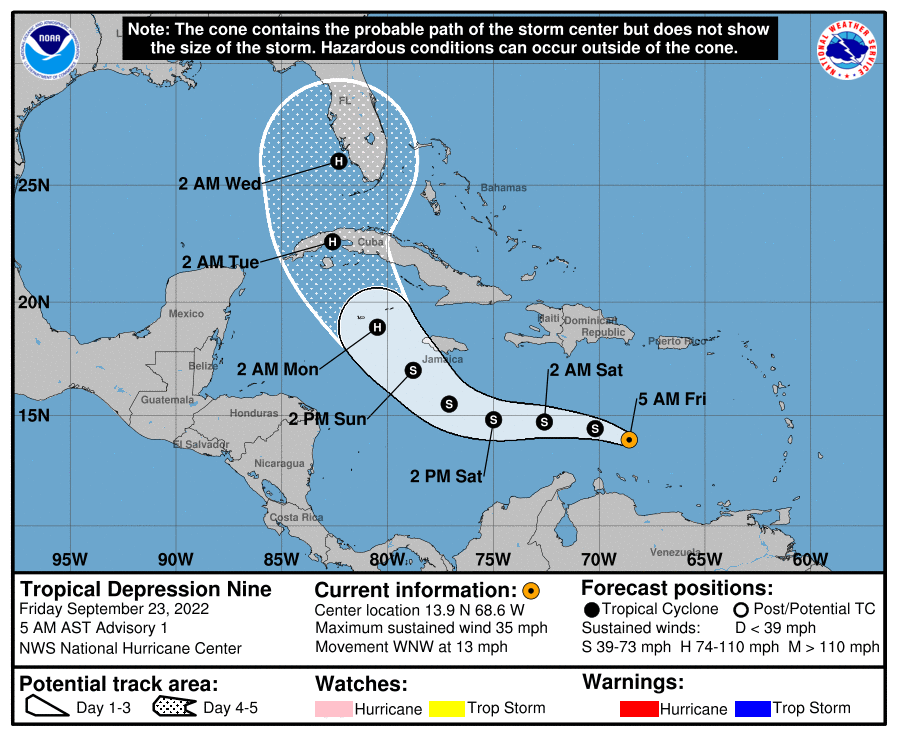 Note: The cone contains the probable path of the storm center but does not show
the size of the storm. Hazardous conditions can occur outside of the cone.
NOAA
NATIONAL WEATHER SERVICE
FL
2 AM Wed
25N
Bahamas
Cuba
2 AM Tue
20N
Mexico
Haiti
Dominican
Republic
Puerto Rico
Jamaica
Belize
2 AM Mon
2 AM Sat
5 AM Fri
Guatemala
Honduras
2 PM Sun
15N
El Salvador
Nicaragua
2 PM Sat
Costa Rica
Venezuela
95W
90W
85W
80W
75W
70W
65W
60W
H
H
H
S
S
S
S
S
Tropical Depression Nine
Friday September 23, 2022
5 AM AST Advisory 1
NWS National Hurricane Center
Current information:
Center location 13.9 N 68.6 W
Maximum sustained wind 35 mph
Movement WNW at 13 mph
Forecast positions:
Tropical Cyclone Post/Potential TC
Sustained winds: D < 39 mph
S 39-73 mph H 74-110 mph M > 110 mph
Potential track area:
Day 1-3 Day 4-5
Watches:
Hurricane Trop Storm
Warnings:
Hurricane Trop Storm